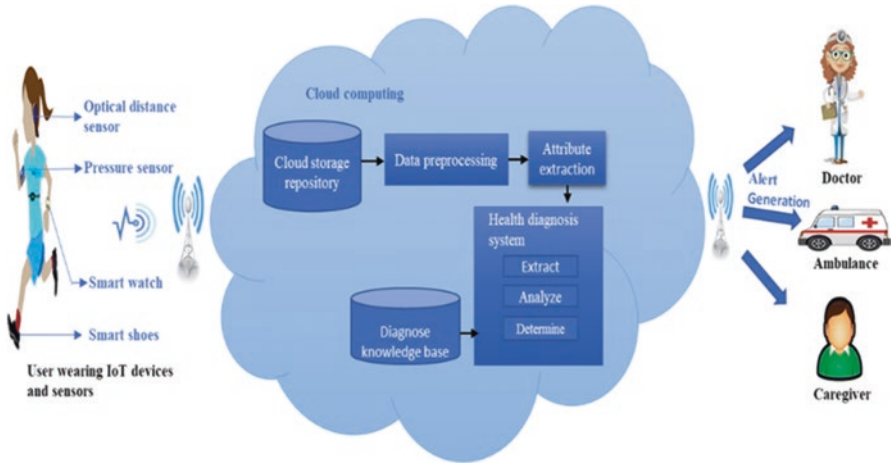 Optical distance
sensor
Pressure sensor
Smart watch
Smart shoes
User wearing IoT devices
and sensors
Cloud computing
Cloud storage
repository
Data preprocessing
Attribute
extraction
Health diagnosis
system
Extract
Analyze
Determine
Diagnose
knowledge base
Alert
Generation
Doctor
Ambulance
Caregiver